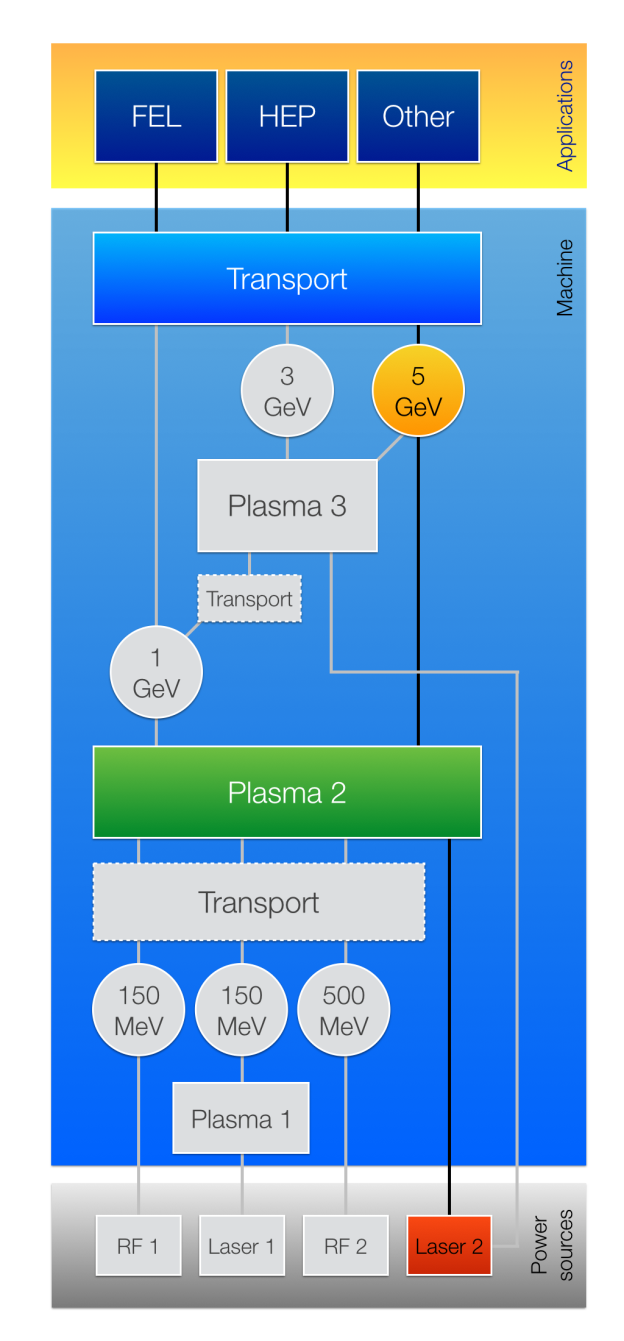 FEL
HEP
Other
Applications
Machine
Transport
3
GeV
5
GeV
Plasma 3
Transport
1
GeV
Plasma 2
Transport
150
MeV
150
MeV
500
MeV
Plasma 1
RF 1
Laser 1
RF 2
Laser 2
Power
sources